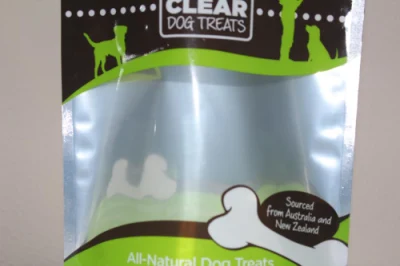 CLEAR
DOG TREATS
Sourced
from Australia and
New Zealand
All-Natural Dog Treats